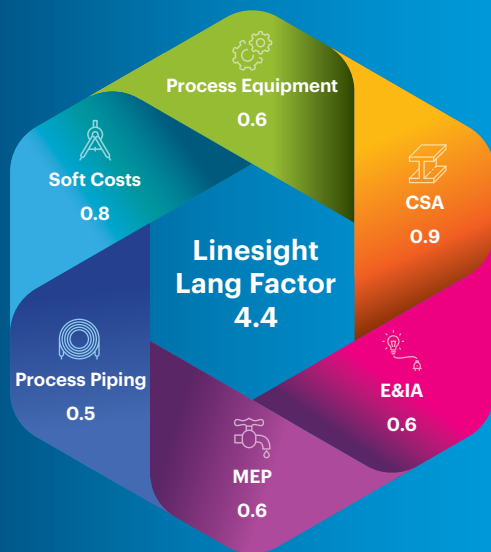 Process Equipment
0.6
Soft Costs
0.8
CSA
0.9
Linesight
Lang Factor
4.4
Process Piping
0.5
E&IA
0.6
MEP
0.6